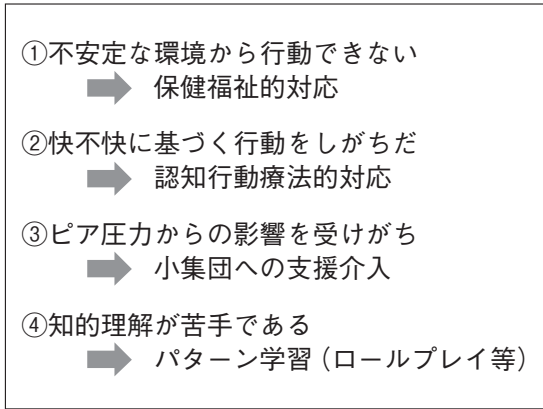 ①不安定な環境から行動できない
保健福祉的対応
②快不快に基づく行動をしがちだ
認知行動療法的対応
③ピア圧力からの影響を受けがち
小集団への支援介入
④知的理解が苦手である
パターン学習（ロールプレイ等）